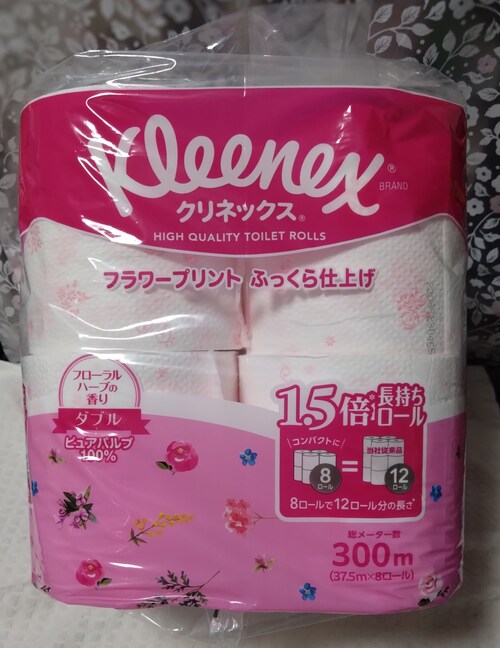 Kleenex®
BRAND
クリネックス®
HIGH QUALITY TOILET ROLLS
フラワープリント ふっくら仕上げ
フローラル
ハーブの
香り
ダブル
ピュアパルプ
100%
1.5倍*長持ち
ロール
コンパクトに
8
ロール
=
当社従来品
12
ロール
8ロールで12ロール分の長さ*
総メーター数
300m
(37.5m×8ロール)